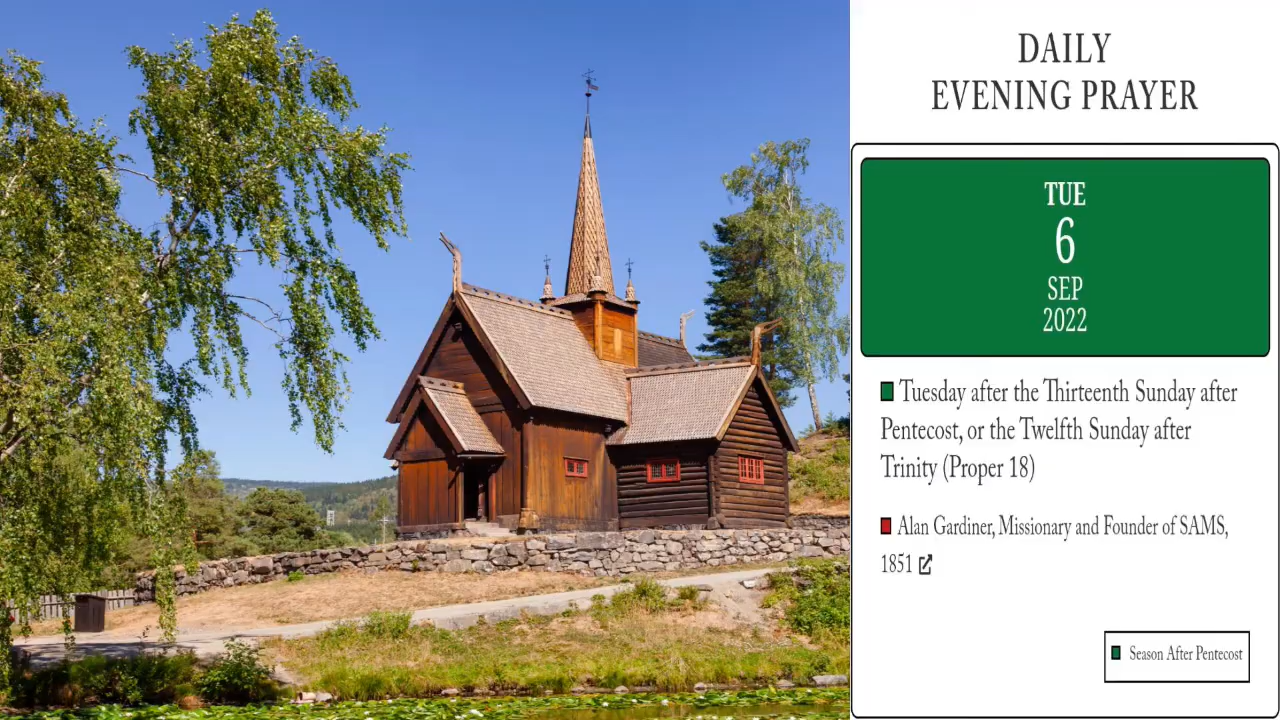 DAILY
EVENING PRAYER
TUE
6
SEP
2022
Tuesday after the Thirteenth Sunday after
Pentecost, or the Twelfth Sunday after
Trinity (Proper 18)
Alan Gardiner, Missionary and Founder of SAMS,
1851
Season After Pentecost